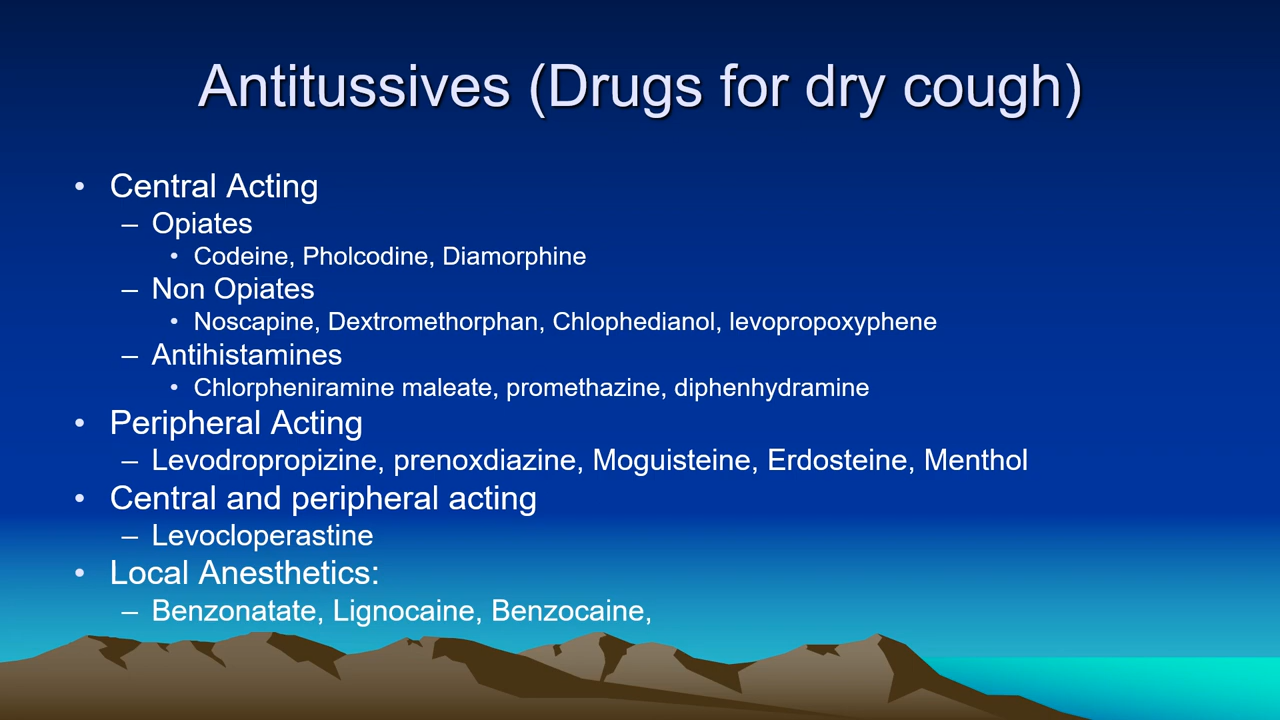 Antitussives (Drugs for dry cough)
• Central Acting
– Opiates
• Codeine, Pholcodine, Diamorphine
– Non Opiates
• Noscapine, Dextromethorphan, Chlophedianol, levopropoxyphene
– Antihistamines
• Chlorpheniramine maleate, promethazine, diphenhydramine
• Peripheral Acting
– Levodropropizine, prenoxdiazine, Moguisteine, Erdosteine, Menthol
• Central and peripheral acting
– Levocloperastine
• Local Anesthetics:
– Benzonatate, Lignocaine, Benzocaine,